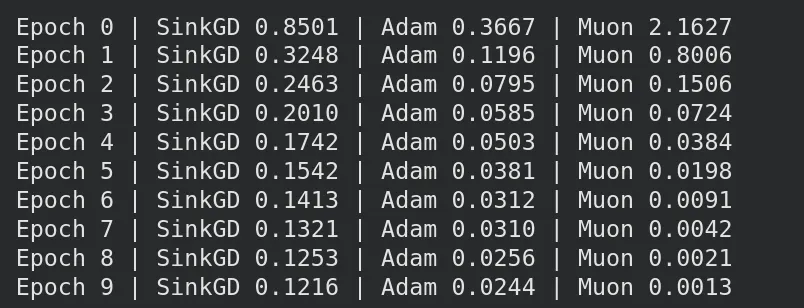 Epoch 0 | SinkGD 0.8501 | Adam 0.3667 | Muon 2.1627
Epoch 1 | SinkGD 0.3248 | Adam 0.1196 | Muon 0.8006
Epoch 2 | SinkGD 0.2463 | Adam 0.0795 | Muon 0.1506
Epoch 3 | SinkGD 0.2010 | Adam 0.0585 | Muon 0.0724
Epoch 4 | SinkGD 0.1742 | Adam 0.0503 | Muon 0.0384
Epoch 5 | SinkGD 0.1542 | Adam 0.0381 | Muon 0.0198
Epoch 6 | SinkGD 0.1413 | Adam 0.0312 | Muon 0.0091
Epoch 7 | SinkGD 0.1321 | Adam 0.0310 | Muon 0.0042
Epoch 8 | SinkGD 0.1253 | Adam 0.0256 | Muon 0.0021
Epoch 9 | SinkGD 0.1216 | Adam 0.0244 | Muon 0.0013